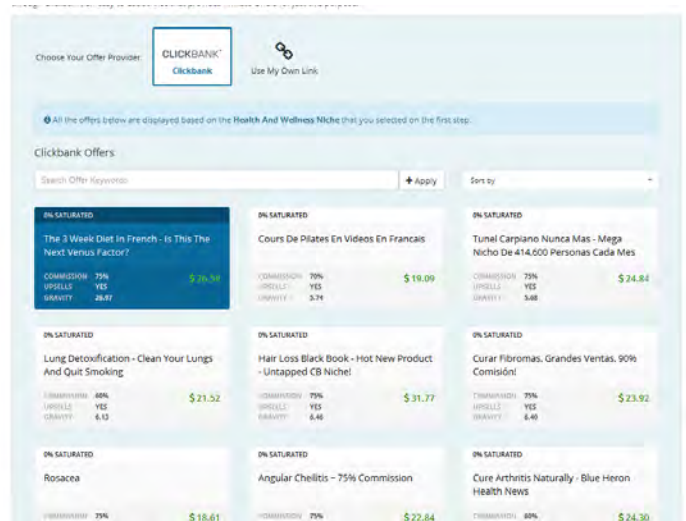 Choose Your Offer Provider:
CLICKBANK
Clickbank
Use My Own Link
All the offers below are displayed based on the Health And Wellness Niche that you selected on the first step.
Clickbank Offers
Search Offer Keywords
+ Apply
Sort by
0% SATURATED
The 3 Week Diet In French - Is This The
Next Venus Factor?
COMMISSION 75%
UPSELLS YES
GRAVITY
0% SATURATED
Cours De Pilates En Videos En Francais
COMMISSION 70%
UPSELLS YES
GRAVITY 5.74
$ 19.09
0% SATURATED
Tunel Carpiano Nunca Mas - Mega
Nicho De 414,600 Personas Cada Mes
COMMISSION 75%
UPSELLS YES
GRAVITY
$ 24.84
0% SATURATED
Lung Detoxification - Clean Your Lungs
And Quit Smoking
COMMISSION 60%
UPSELLS YES
GRAVITY
$ 21.52
0% SATURATED
Hair Loss Black Book - Hot New Product
- Untapped CB Niche!
COMMISSION 75%
UPSELLS YES
GRAVITY
$ 31.77
0% SATURATED
Curar Fibromas. Grandes Ventas. 90%
Comisión!
COMMISSION 75%
UPSELLS YES
GRAVITY
$ 23.92
0% SATURATED
Rosacea
COMMISSION 75%
$ 18.61
0% SATURATED
Angular Cheilitis ~ 75% Commission
COMMISSION 75%
$ 22.84
0% SATURATED
Cure Arthritis Naturally - Blue Heron
Health News
COMMISSION 80%
$ 24.30